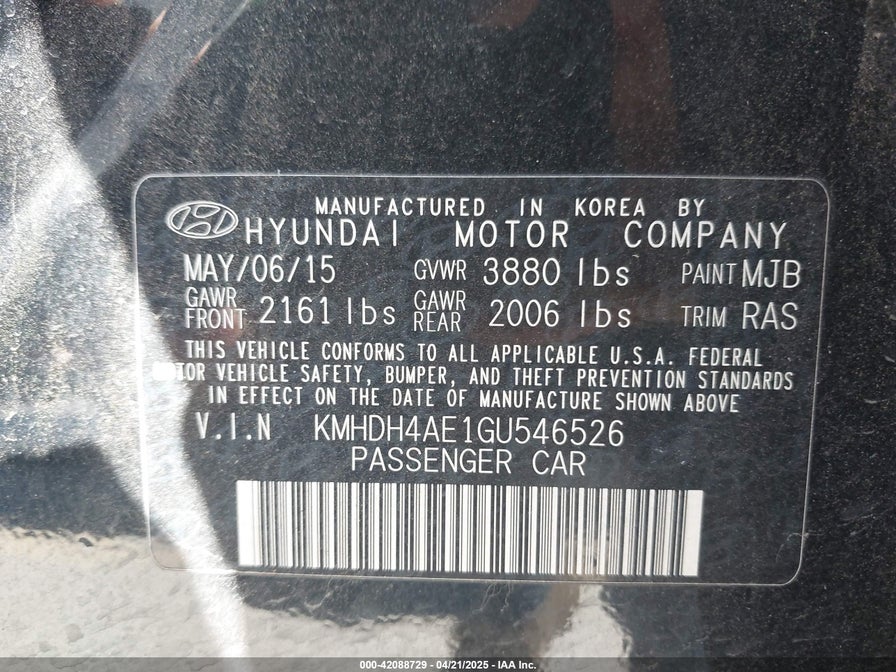 MANUFACTURED IN KOREA BY
HYUNDAI MOTOR COMPANY
MAY/06/15 GVWR 3880 lbs PAINT MJB
GAWR FRONT 2161 lbs GAWR REAR 2006 lbs TRIM RAS
THIS VEHICLE CONFORMS TO ALL APPLICABLE U.S.A. FEDERAL
VEHICLE SAFETY, BUMPER, AND THEFT PREVENTION STANDARDS
IN EFFECT ON THE DATE OF MANUFACTURE SHOWN ABOVE
V.I.N KMHDH4AE1GU546526
PASSENGER CAR
000-42088729 - 04/21/2025 - IAA Inc.